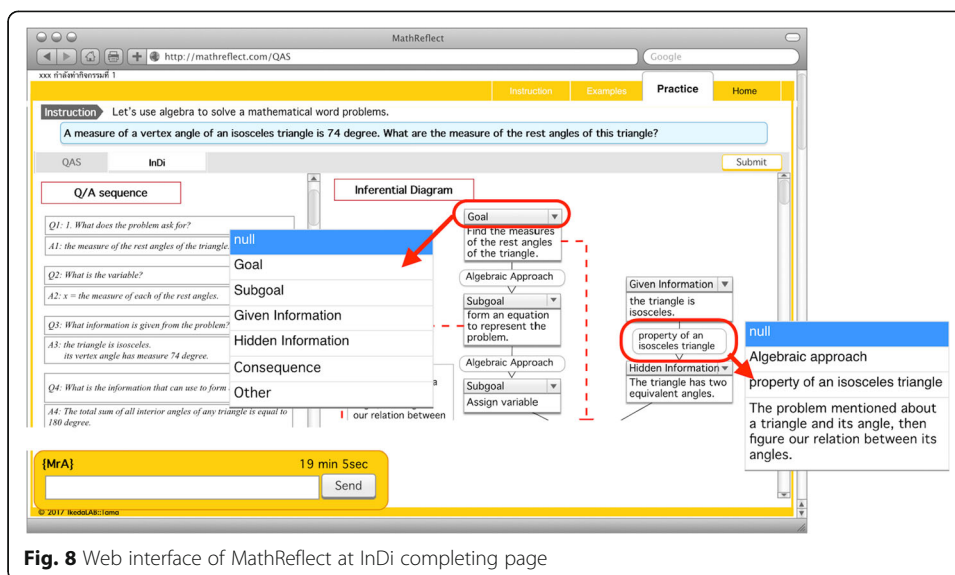 MathReflect
http://mathreflect.com/QAS
Google
xxx กำลังทำกิจกรรมที่ 1
Instruction
Examples
Practice
Home
Instruction Let's use algebra to solve a mathematical word problems.
A measure of a vertex angle of an isosceles triangle is 74 degree. What are the measure of the rest angles of this triangle?
QAS
InDi
Submit
Q/A sequence
Q1: 1. What does the problem ask for?
A1: the measure of the rest angles of the triangle.
Q2: What is the variable?
A2: x = the measure of each of the rest angles.
Q3: What information is given from the problem?
A3: the triangle is isosceles.
its vertex angle has measure 74 degree.
Q4: What is the information that can use to form
A4: The total sum of all interior angles of any triangle is equal to
180 degree.
null
Goal
Subgoal
Given Information
Hidden Information
Consequence
Other
Inferential Diagram
Goal
Find the measures
of the rest angles
of the triangle.
Algebraic Approach
Subgoal
form an equation
to represent the
problem.
Algebraic Approach
Subgoal
Assign variable
a
our relation between
Given Information
the triangle is
isosceles.
property of an
isosceles triangle
Hidden Information
The triangle has two
equivalent angles.
null
Algebraic approach
property of an isosceles triangle
The problem mentioned about
a triangle and its angle, then
figure our relation between its
angles.
{MrA}
19 min 5sec
Send
© 2017 IkedaLAB::Tama
Fig. 8 Web interface of MathReflect at InDi completing page